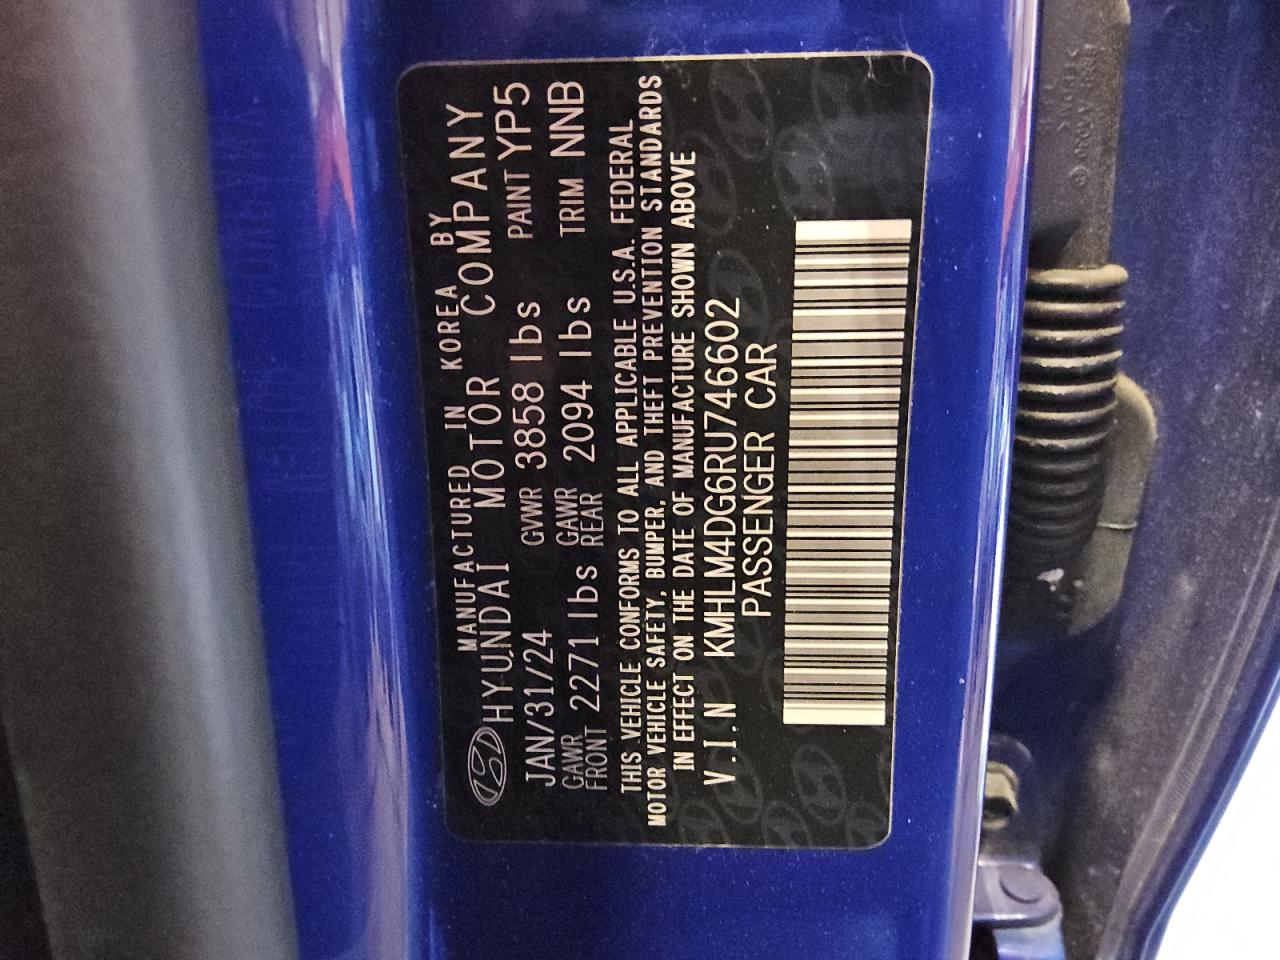 MANUFACTURED IN KOREA BY
HYUNDAI MOTOR COMPANY
JAN/31/24 GVWR 3858 lbs PAINT YP5
GAWR FRONT 2271 lbs GAWR REAR 2094 lbs TRIM NNB
THIS VEHICLE CONFORMS TO ALL APPLICABLE U.S.A. FEDERAL
MOTOR VEHICLE SAFETY, BUMPER, AND THEFT PREVENTION STANDARDS
IN EFFECT ON THE DATE OF MANUFACTURE SHOWN ABOVE
V.I.N KMHLM4DG6RU746602
PASSENGER CAR